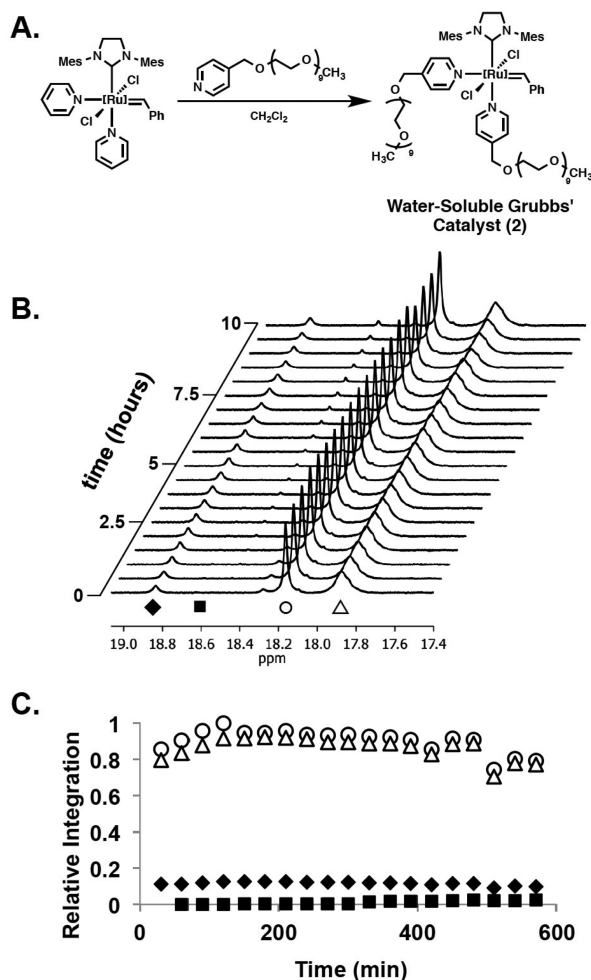 A.
Mes N N Mes
Cl
N [Ru]
Cl Ph
N
N O O 9 CH3
CH2Cl2
Mes N N Mes
Cl
N [Ru]
Cl Ph
O
O
9
H3C
N
O O 9 CH3
Water-Soluble Grubbs'
Catalyst (2)
B.
10
7.5
5
2.5
0
time (hours)
19.0 18.8 18.6 18.4 18.2 18.0 17.8 17.6 17.4
ppm
C.
Relative Integration
1
0.8
0.6
0.4
0.2
0
0 200 400 600
Time (min)